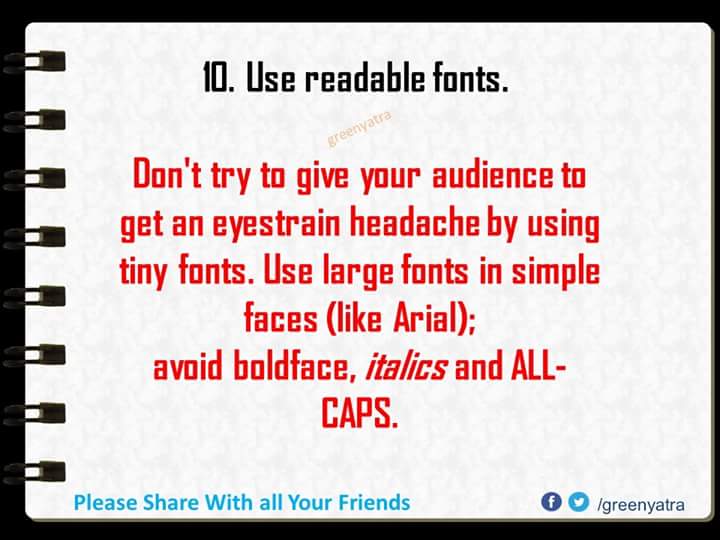 10. Use readable fonts.
greenyatra
Don't try to give your audience to
get an eyestrain headache by using
tiny fonts. Use large fonts in simple
faces (like Arial);
avoid boldface, italics and ALL-
CAPS.
Please Share With all Your Friends
/greenyatra